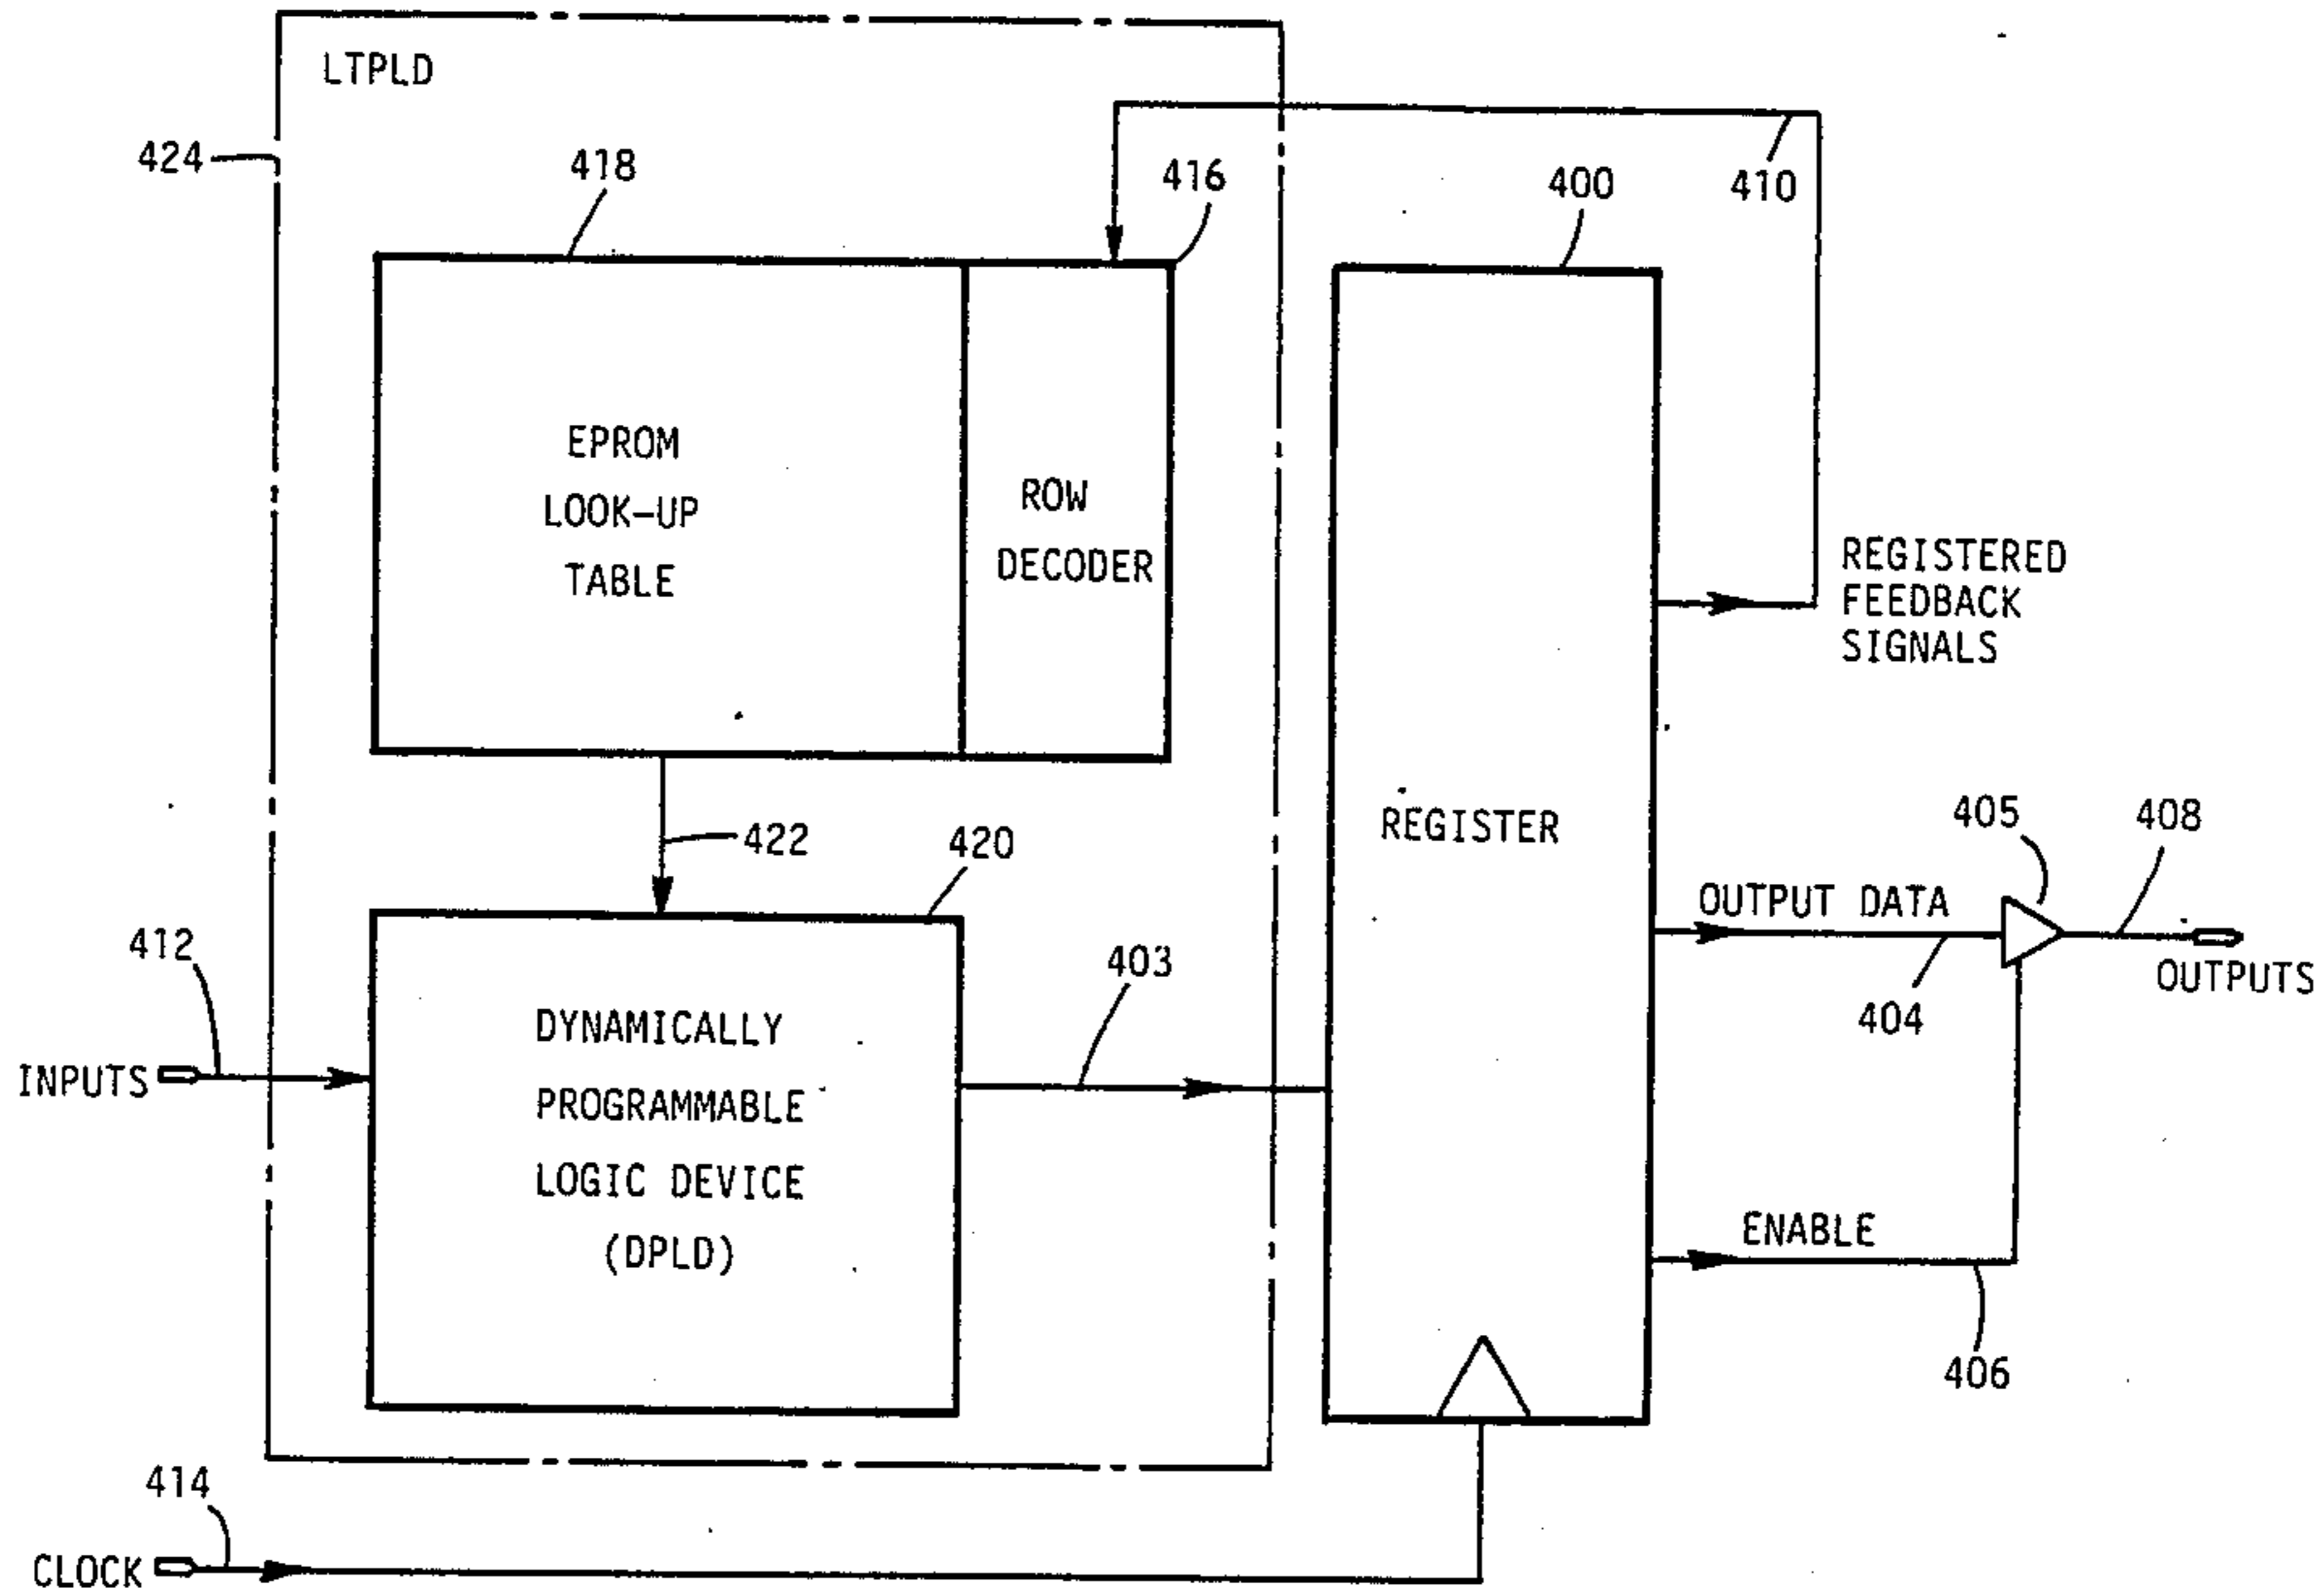 LTPLD
424
418
416
410
400
EPROM
LOOK-UP
TABLE
ROW
DECODER
REGISTERED
FEEDBACK
SIGNALS
422
420
REGISTER
405
408
OUTPUT DATA
404
OUTPUTS
412
403
INPUTS
DYNAMICALLY
PROGRAMMABLE
LOGIC DEVICE
(DPLD)
ENABLE
406
414
CLOCK